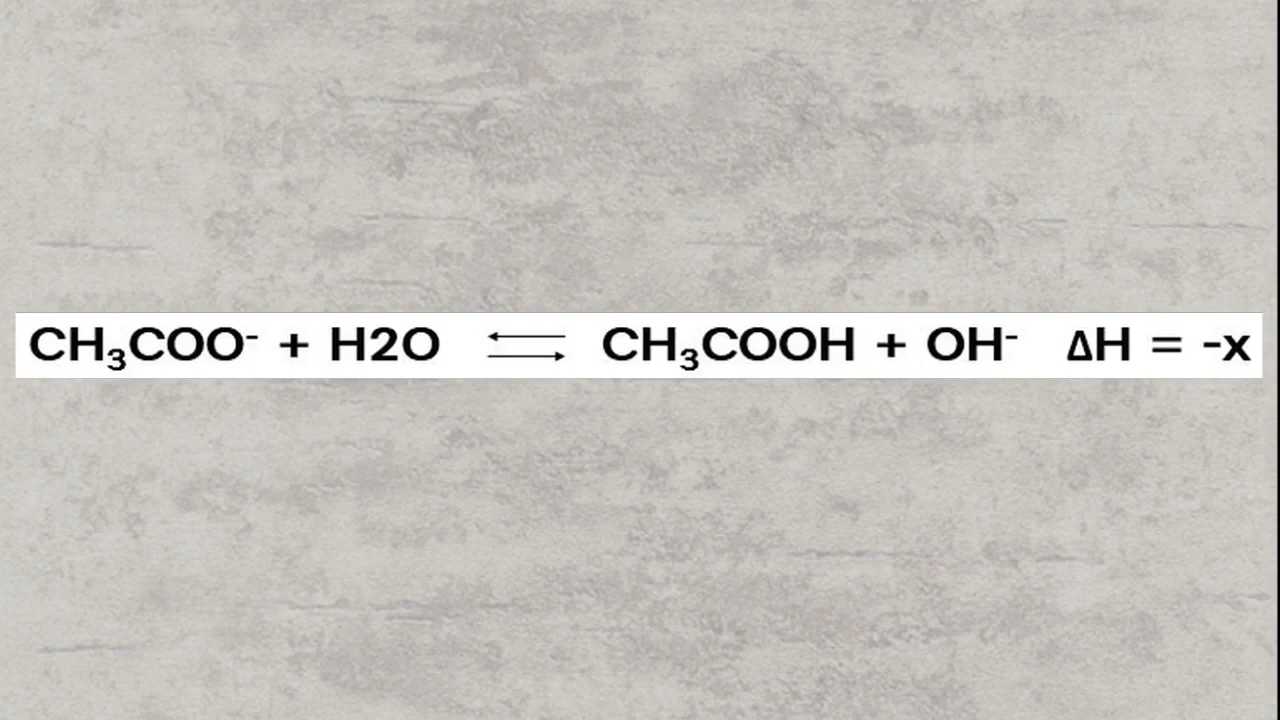 CH₃COO⁻ + H2O ⇌ CH₃COOH + OH⁻ ΔH = -x